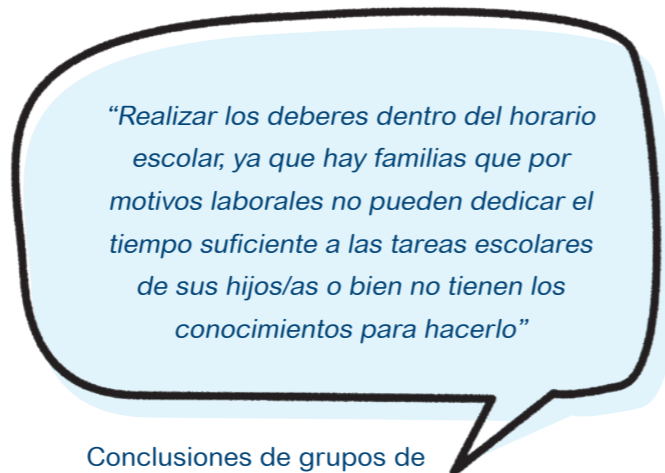 “Realizar los deberes dentro del horario
escolar, ya que hay familias que por
motivos laborales no pueden dedicar el
tiempo suficiente a las tareas escolares
de sus hijos/as o bien no tienen los
conocimientos para hacerlo”
Conclusiones de grupos de